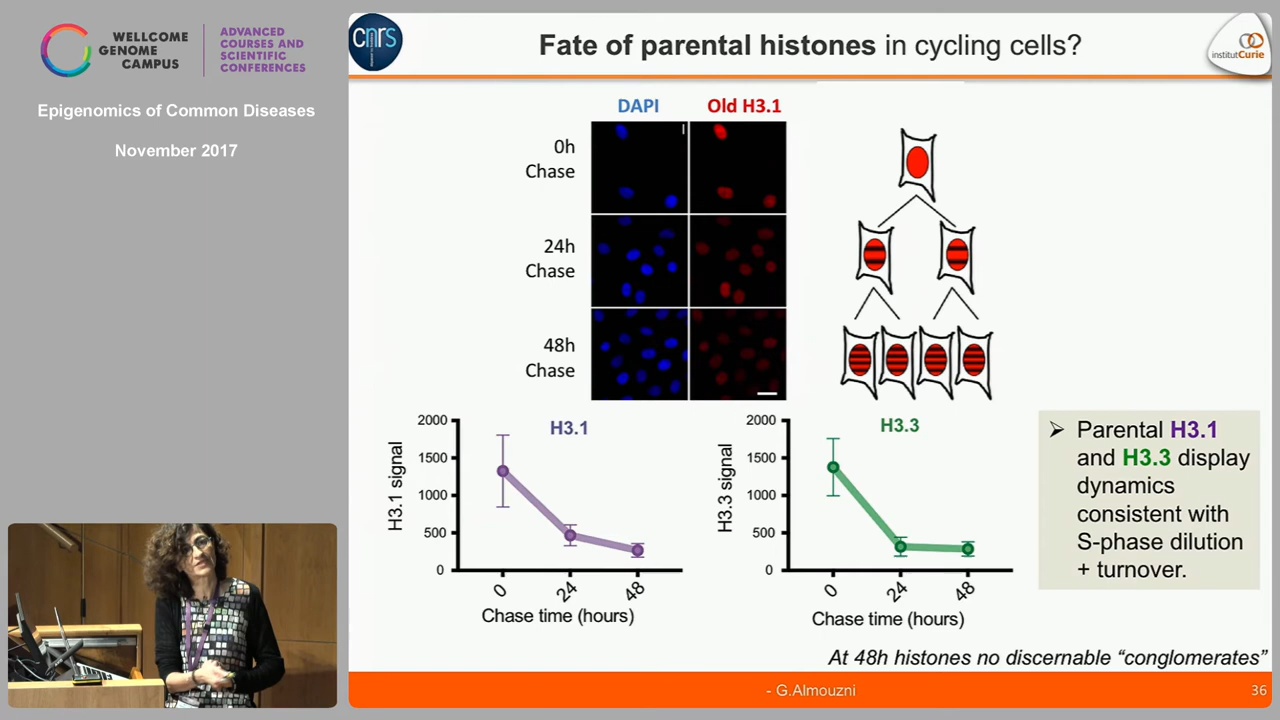 WELLCOME
GENOME
CAMPUS
ADVANCED
COURSES AND
SCIENTIFIC
CONFERENCES
Epigenomics of Common Diseases
November 2017
cnrs
Fate of parental histones in cycling cells?
institutCurie
DAPI
Old H3.1
0h
Chase
24h
Chase
48h
Chase
H3.1
2000
1500
1000
500
0
H3.1 signal
0
24
48
Chase time (hours)
H3.3
2000
1500
1000
500
0
H3.3 signal
0
24
48
Chase time (hours)
➢ Parental H3.1
and H3.3 display
dynamics
consistent with
S-phase dilution
+ turnover.
At 48h histones no discernable “conglomerates”
- G.Almouzni
36